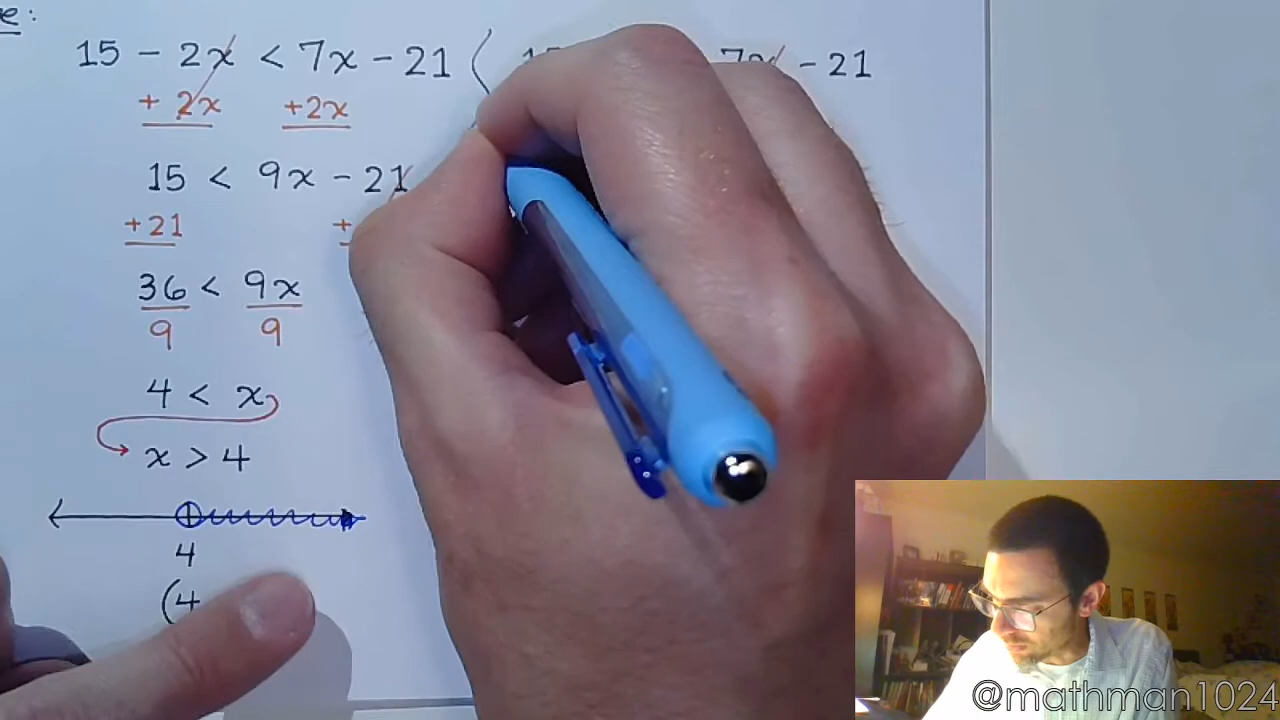 e:
15 - 2x < 7x - 21
+ 2x +2x
15 < 9x - 21
+21 +
36 < 9x
9 9
4 < x
x > 4
4
(4
7x - 21
@mathman1024